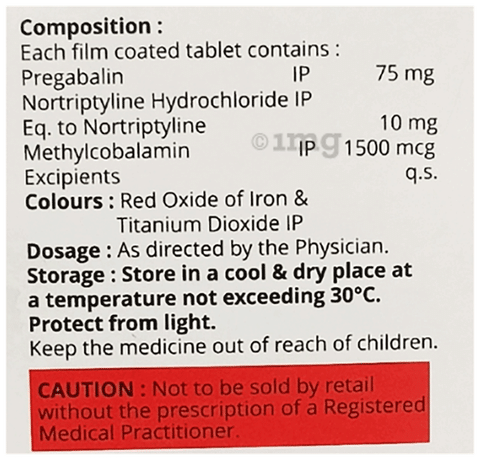 Composition :
Each film coated tablet contains :
Pregabalin IP 75 mg
Nortriptyline Hydrochloride IP
Eq. to Nortriptyline 10 mg
Methylcobalamin IP 1500 mcg
Excipients q.s.
Colours : Red Oxide of Iron &
Titanium Dioxide IP
Dosage : As directed by the Physician.
Storage : Store in a cool & dry place at
a temperature not exceeding 30°C.
Protect from light.
Keep the medicine out of reach of children.
CAUTION : Not to be sold by retail
without the prescription of a Registered
Medical Practitioner.
©1mg